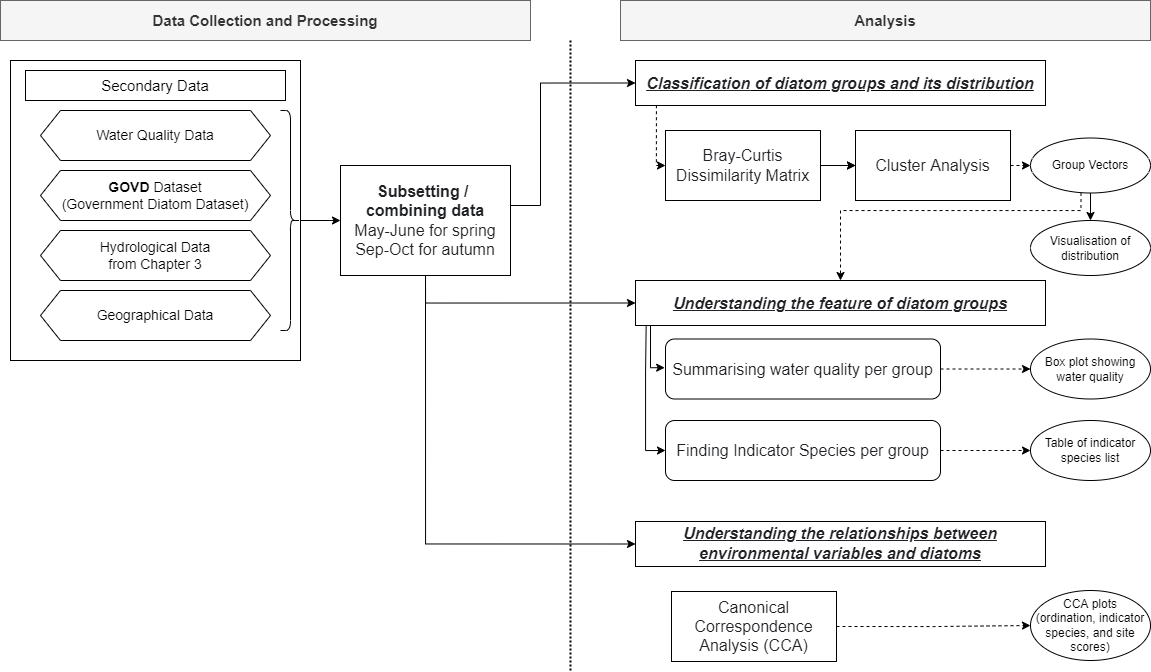 Data Collection and Processing
Analysis
Secondary Data
Water Quality Data
GOVD Dataset
(Government Diatom Dataset)
Hydrological Data
from Chapter 3
Geographical Data
Subsetting /
combining data
May-June for spring
Sep-Oct for autumn
Classification of diatom groups and its distribution
Bray-Curtis
Dissimilarity Matrix
Cluster Analysis
Group Vectors
Visualisation of
distribution
Understanding the feature of diatom groups
Summarising water quality per group
Box plot showing
water quality
Finding Indicator Species per group
Table of indicator
species list
Understanding the relationships between
environmental variables and diatoms
Canonical
Correspondence
Analysis (CCA)
CCA plots
(ordination, indicator
species, and site
scores)